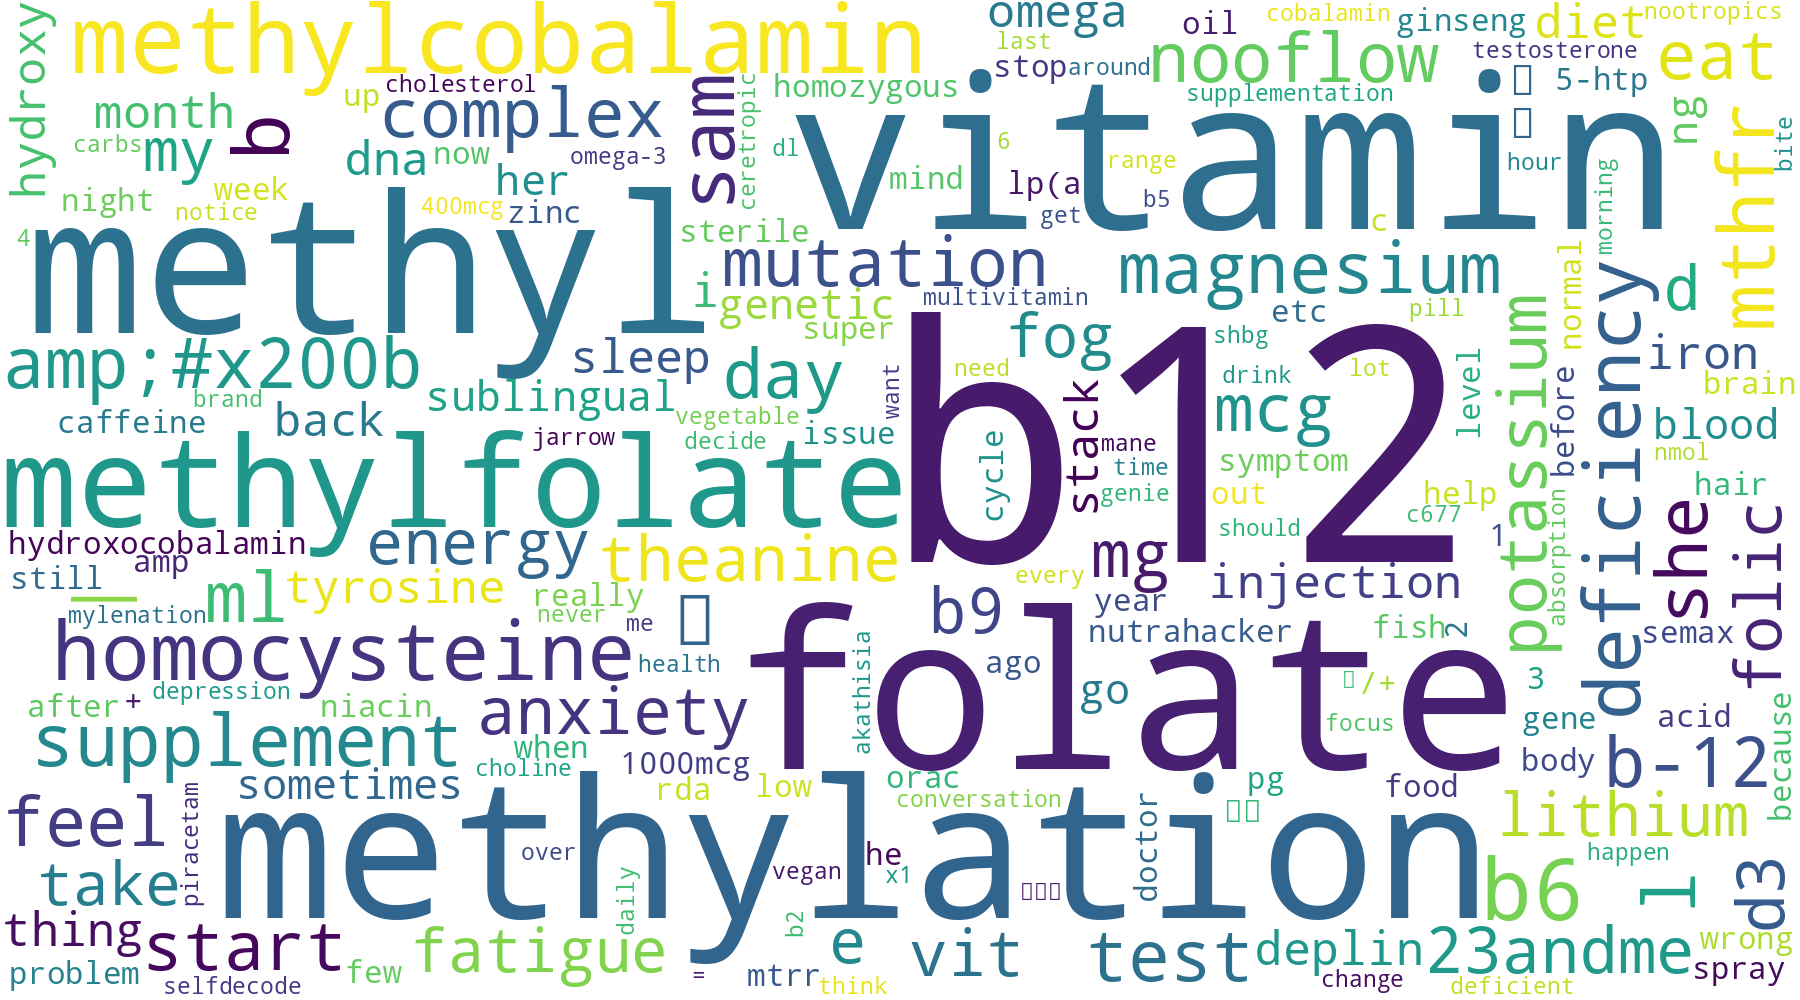 methylcobalamin
omega
oil
cobalamin
ginseng
diet
nootropics
hydroxy
last
stop
around
nooflow
testosterone
eat
cholesterol
sam
ceretropic
homozygous
supplementation
5-htp
month
up
complex
vitamin
ng
mthfr
bite
carbs
my
b
dna
now
omega-3
dl
6
range
hour
night
week
notice
400mcg
her
zinc
mind
lp(a
get
b5
c
morning
4
methyl
sterile
mutation
magnesium
normal
deficiency
d
i
genetic
multivitamin
super
etc
pill
amp;#x200b
sleep
day
fog
shbg
level
potassium
iron
brand
sublingual
want
need
b12
drink
lot
before
brain
caffeine
back
vegetable
decide
issue
stack
mcg
blood
jarrow
cycle
mane
time
genie
symptom
nmol
methylfolate
out
help
hair
should
c677
1
absorption
she
folic
hydroxocobalamin
amp
energy
theanine
mg
every
injection
still
ml
tyrosine
really
never
b9
year
mylenation
me
nutrahacker
fish
2
semax
homocysteine
health
akathisia
folate
ago
go
/+
3
after
+
depression
niacin
anxiety
focus
gene
acid
because
supplement
when
choline
1000mcg
orac
pg
body
b-12
sometimes
rda
low
conversation
food
feel
piracetam
methylation
doctor
lithium
over
he
vegan
x1
happen
take
daily
b2
b6
l
d3
thing
start
fatigue
e
vit
test
deplin
23andme
wrong
problem
selfdecode
few
=
mtrr
think
change
deficient
spray